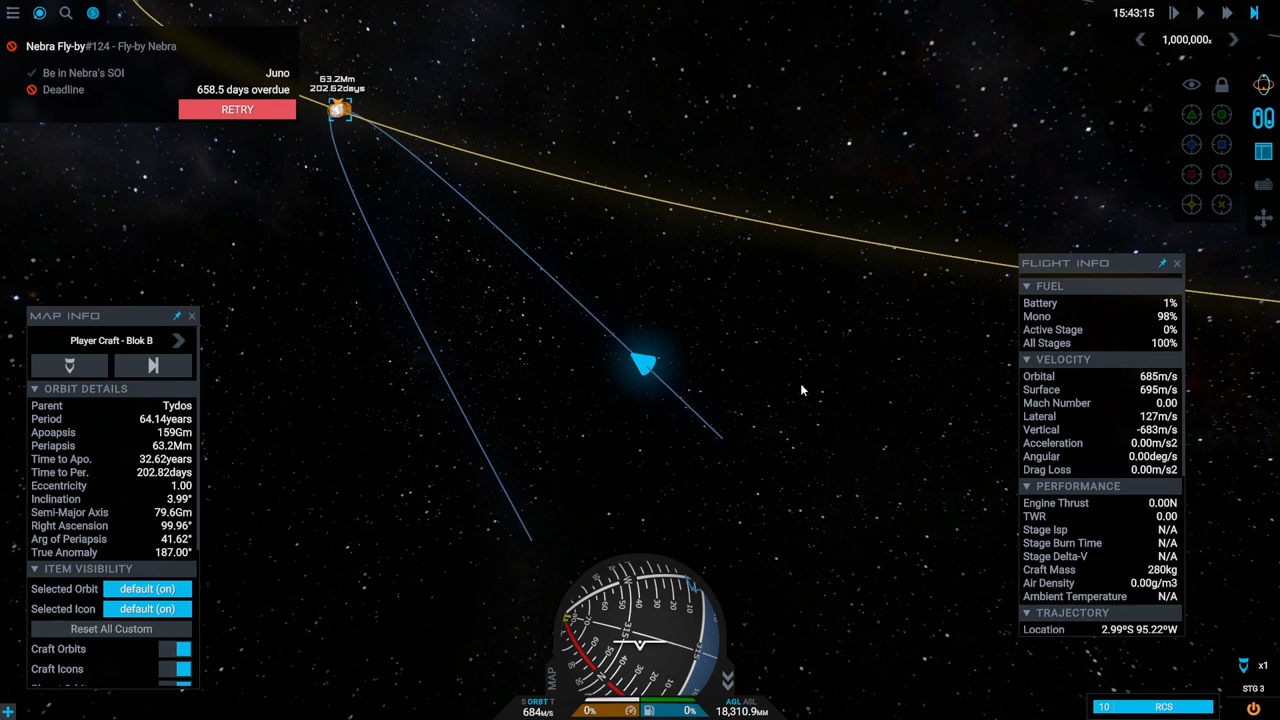 15:43:15
1,000,000x
Nebra Fly-by#124 - Fly-by Nebra
Be in Nebra's SOI Juno
Deadline 658.5 days overdue
RETRY
63.2Mm
202.62days
MAP INFO
Player Craft - Blok B
ORBIT DETAILS
Parent Tydos
Period 64.14years
Apoapsis 159Gm
Periapsis 63.2Mm
Time to Apo. 32.62years
Time to Per. 202.82days
Eccentricity 1.00
Inclination 3.99°
Semi-Major Axis 79.6Gm
Right Ascension 99.96°
Arg of Periapsis 41.62°
True Anomaly 187.00°
ITEM VISIBILITY
Selected Orbit default (on)
Selected Icon default (on)
Reset All Custom
Craft Orbits
Craft Icons
FLIGHT INFO
FUEL
Battery 1%
Mono 98%
Active Stage 0%
All Stages 100%
VELOCITY
Orbital 685m/s
Surface 695m/s
Mach Number 0.00
Lateral 127m/s
Vertical -683m/s
Acceleration 0.00m/s2
Angular 0.00deg/s
Drag Loss 0.00m/s2
PERFORMANCE
Engine Thrust 0.00N
TWR 0.00
Stage Isp N/A
Stage Burn Time N/A
Stage Delta-V N/A
Craft Mass 280kg
Air Density 0.00g/m3
Ambient Temperature N/A
TRAJECTORY
Location 2.99ºS 95.22ºW
MAP
S ORBT T
684M/S
0%
0%
AGL ASL
18,310.9MM
x1
STG 3
10 RCS